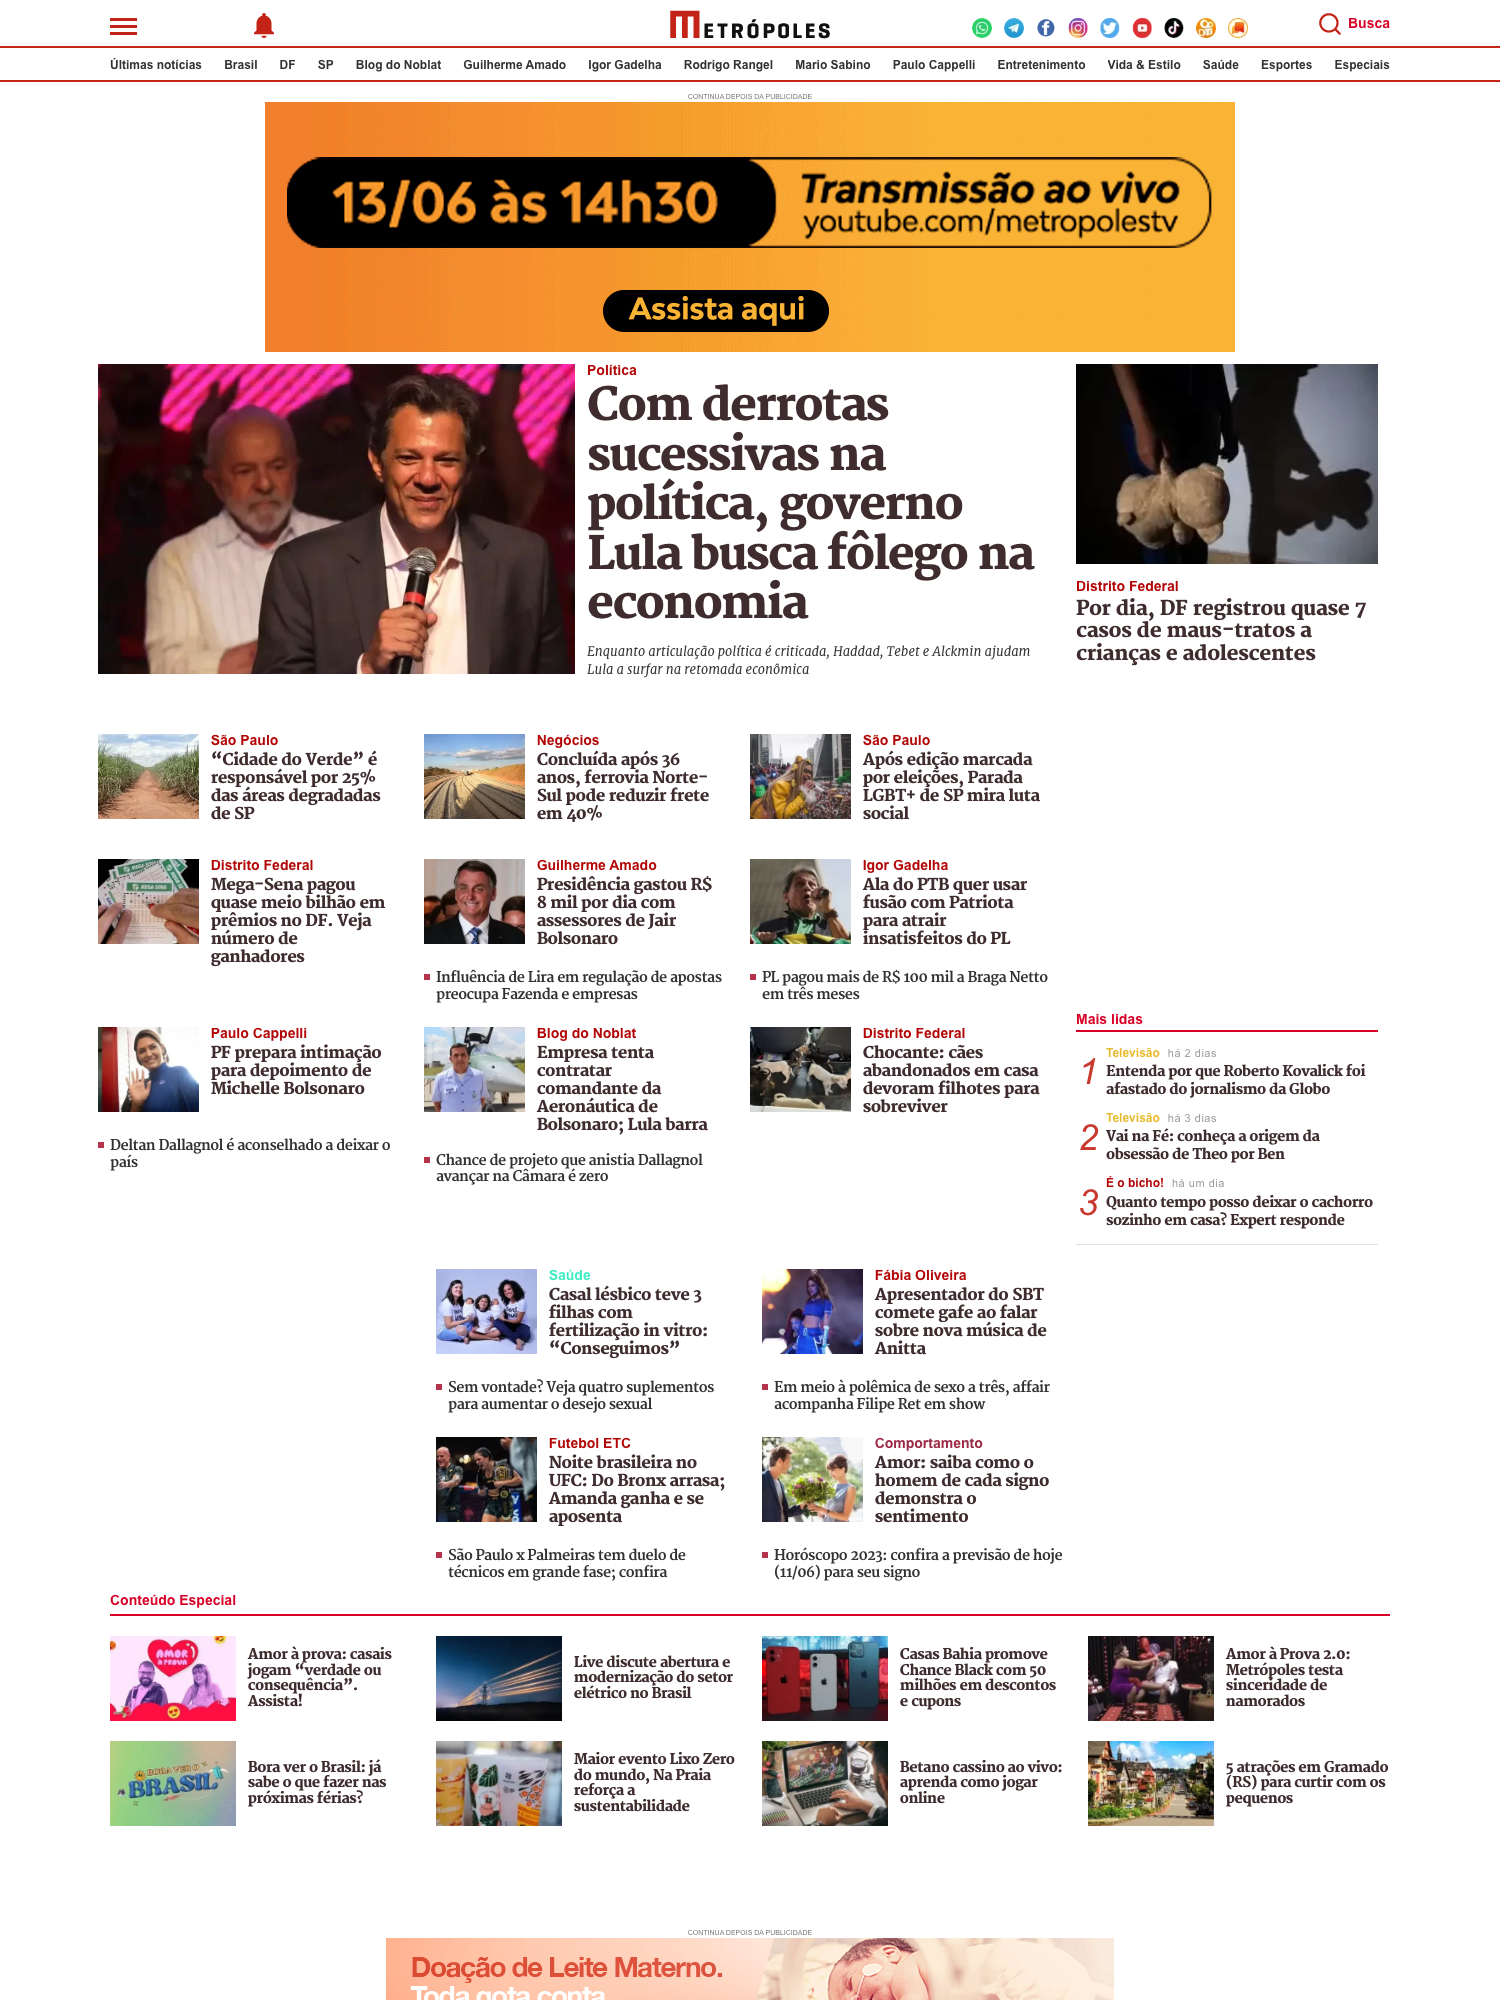 METRÓPOLES
Busca
Últimas notícias Brasil DF SP Blog do Noblat Guilherme Amado Igor Gadelha Rodrigo Rangel Mario Sabino Paulo Cappelli Entretenimento Vida & Estilo Saúde Esportes Especiais
CONTINUA DEPOIS DA PUBLICIDADE
13/06 às 14h30
Transmissão ao vivo
youtube.com/metropolestv
Assista aqui
Política
Com derrotas
sucessivas na
política, governo
Lula busca fôlego na
economia
Enquanto articulação política é criticada, Haddad, Tebet e Alckmin ajudam
Lula a surfar na retomada econômica
Distrito Federal
Por dia, DF registrou quase 7
casos de maus-tratos a
crianças e adolescentes
São Paulo
“Cidade do Verde” é
responsável por 25%
das áreas degradadas
de SP
Negócios
Concluída após 36
anos, ferrovia Norte-
Sul pode reduzir frete
em 40%
São Paulo
Após edição marcada
por eleições, Parada
LGBT+ de SP mira luta
social
MEGA-SENA
Distrito Federal
Mega-Sena pagou
quase meio bilhão em
prêmios no DF. Veja
número de
ganhadores
Guilherme Amado
Presidência gastou R$
8 mil por dia com
assessores de Jair
Bolsonaro
Influência de Lira em regulação de apostas
preocupa Fazenda e empresas
Igor Gadelha
Ala do PTB quer usar
fusão com Patriota
para atrair
insatisfeitos do PL
PL pagou mais de R$ 100 mil a Braga Netto
em três meses
Paulo Cappelli
PF prepara intimação
para depoimento de
Michelle Bolsonaro
Deltan Dallagnol é aconselhado a deixar o
país
Blog do Noblat
Empresa tenta
contratar
comandante da
Aeronáutica de
Bolsonaro; Lula barra
Chance de projeto que anistia Dallagnol
avançar na Câmara é zero
Distrito Federal
Chocante: cães
abandonados em casa
devoram filhotes para
sobreviver
Mais lidas
1
Televisão há 2 dias
Entenda por que Roberto Kovalick foi
afastado do jornalismo da Globo
2
Televisão há 3 dias
Vai na Fé: conheça a origem da
obsessão de Theo por Ben
3
É o bicho! há um dia
Quanto tempo posso deixar o cachorro
sozinho em casa? Expert responde
Saúde
Casal lésbico teve 3
filhas com
fertilização in vitro:
“Conseguimos”
Sem vontade? Veja quatro suplementos
para aumentar o desejo sexual
Fábia Oliveira
Apresentador do SBT
comete gafe ao falar
sobre nova música de
Anitta
Em meio à polêmica de sexo a três, affair
acompanha Filipe Ret em show
Futebol ETC
Noite brasileira no
UFC: Do Bronx arrasa;
Amanda ganha e se
aposenta
São Paulo x Palmeiras tem duelo de
técnicos em grande fase; confira
Comportamento
Amor: saiba como o
homem de cada signo
demonstra o
sentimento
Horóscopo 2023: confira a previsão de hoje
(11/06) para seu signo
Conteúdo Especial
AMOR
À PROVA
Amor à prova: casais
jogam “verdade ou
consequência”.
Assista!
Live discute abertura e
modernização do setor
elétrico no Brasil
Casas Bahia promove
Chance Black com 50
milhões em descontos
e cupons
Amor à Prova 2.0:
Metrópoles testa
sinceridade de
namorados
BORA VER O
BRASIL
Bora ver o Brasil: já
sabe o que fazer nas
próximas férias?
Maior evento Lixo Zero
do mundo, Na Praia
reforça a
sustentabilidade
Betano cassino ao vivo:
aprenda como jogar
online
5 atrações em Gramado
(RS) para curtir com os
pequenos
CONTINUA DEPOIS DA PUBLICIDADE
Doação de Leite Materno.
Toda gota conta